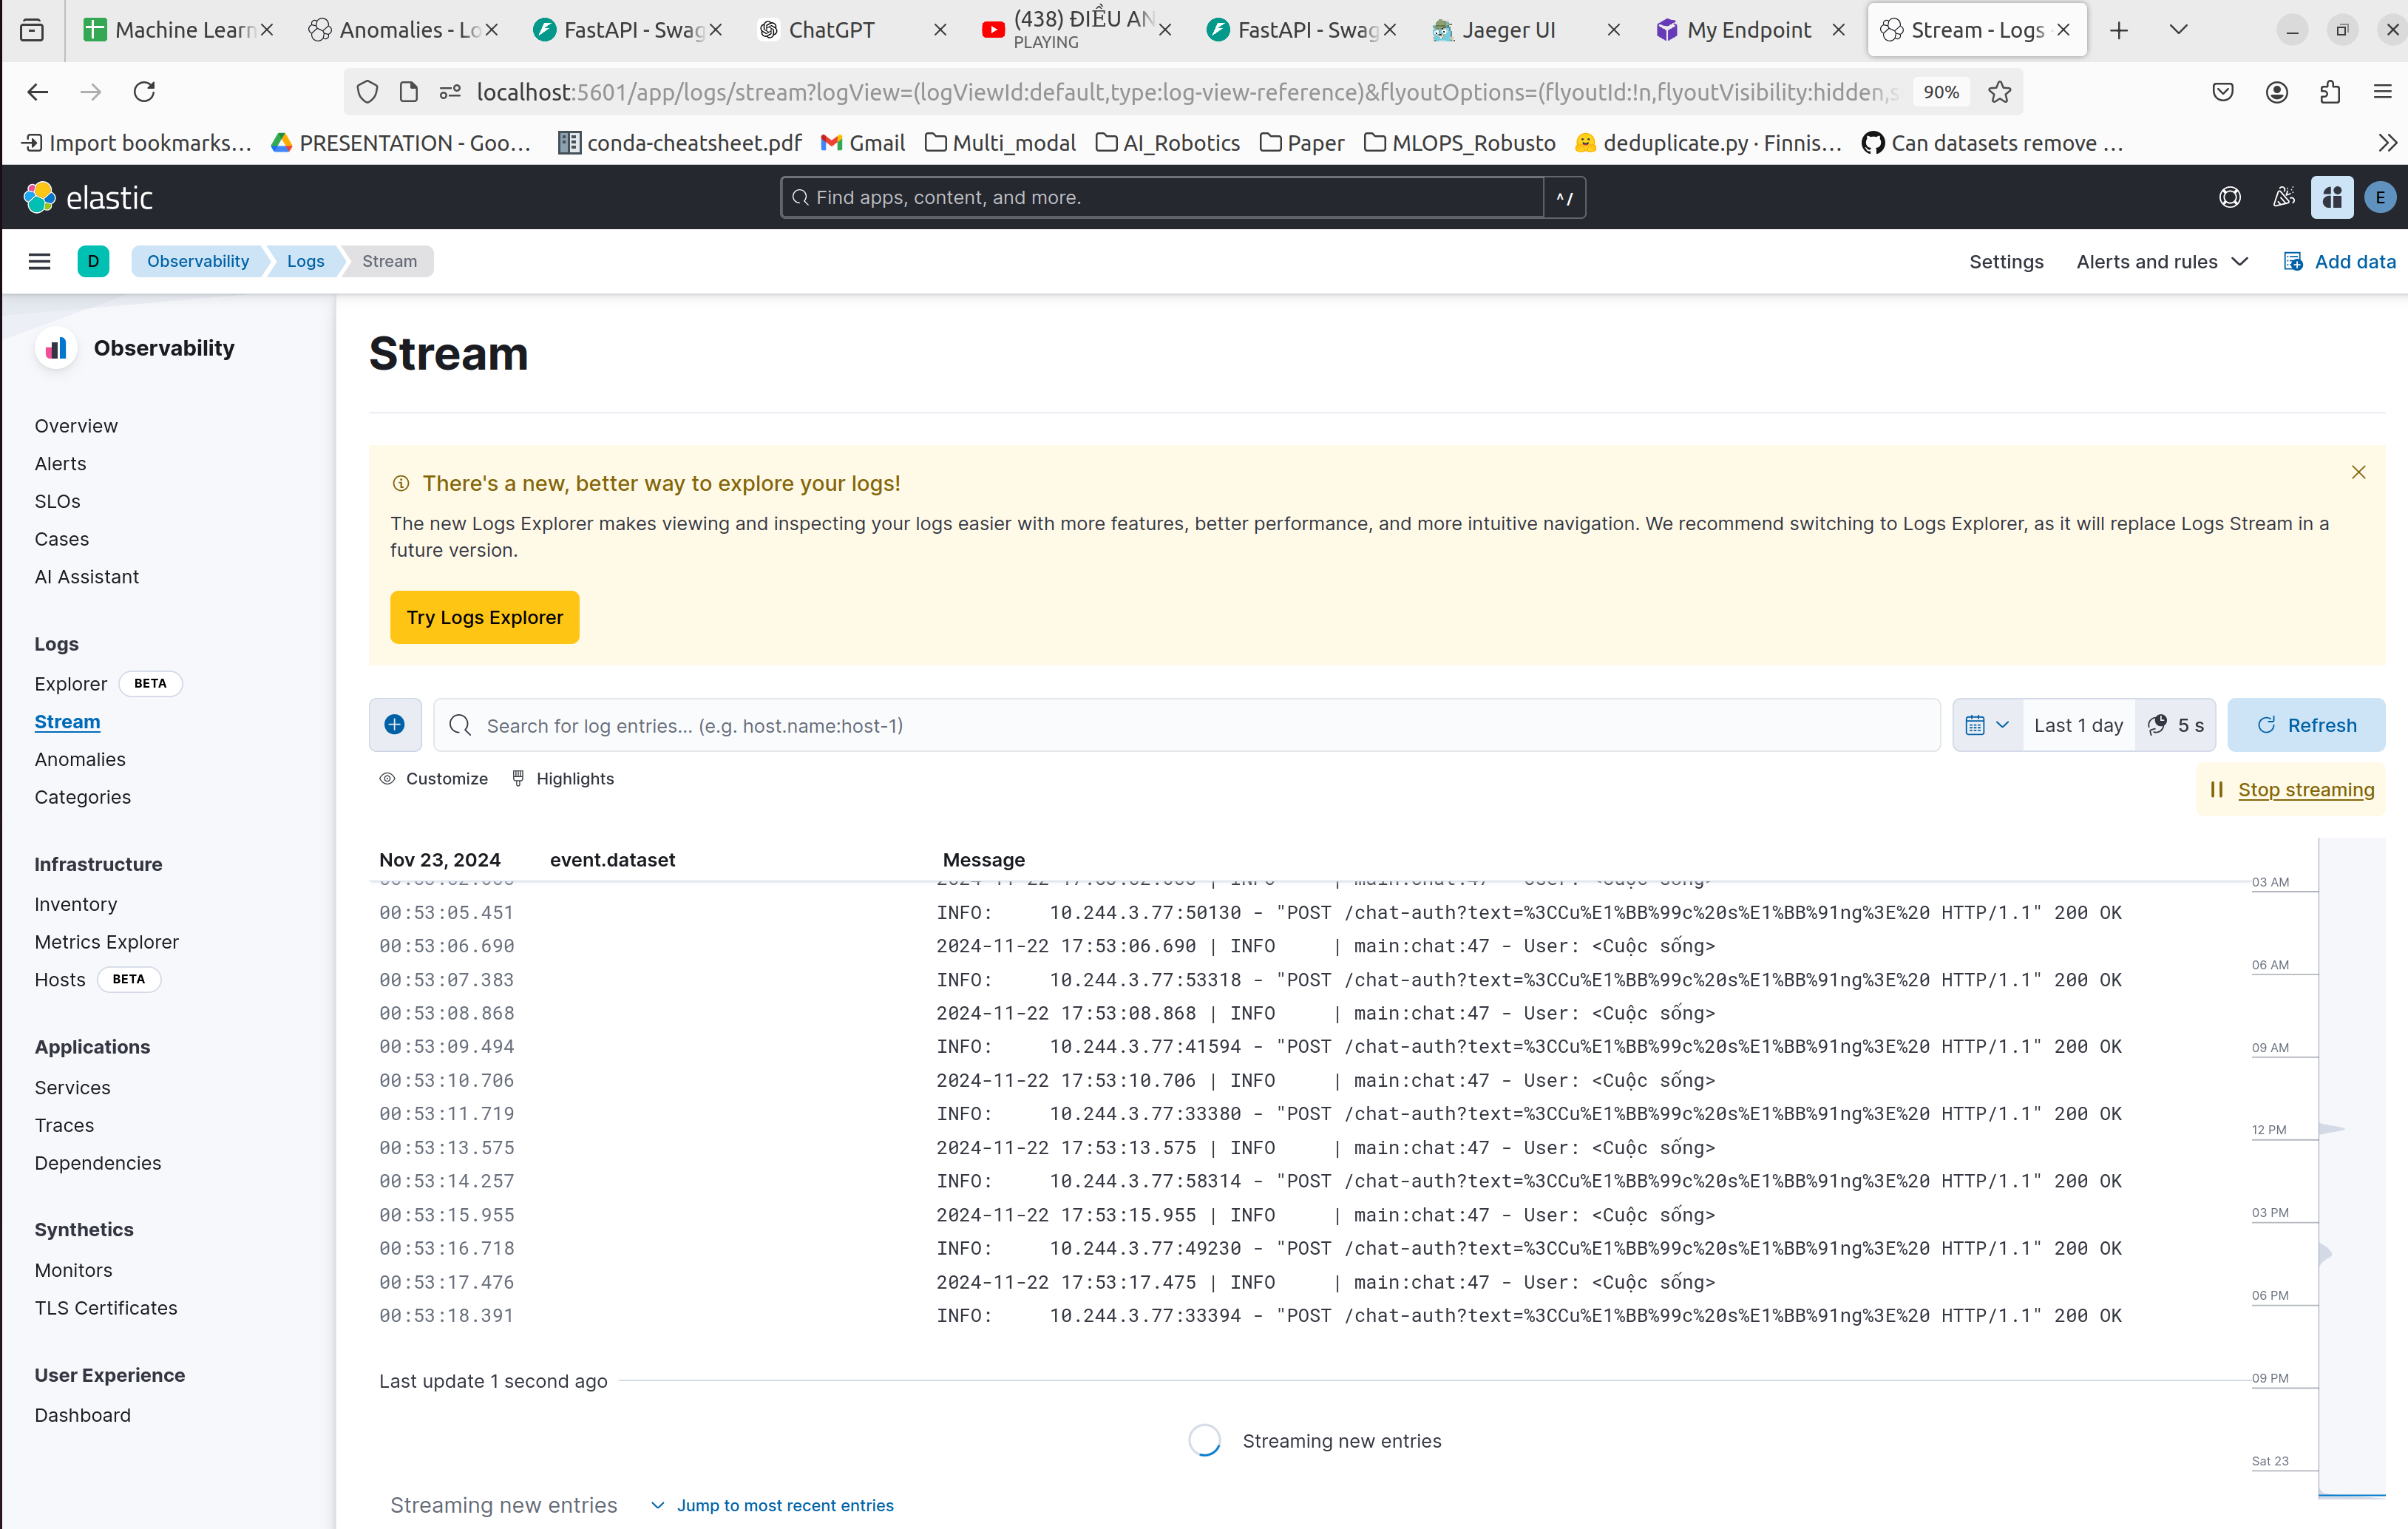 Machine Learn
Anomalies - Lo
FastAPI - Swag
ChatGPT
(438) ĐIỀU AN
PLAYING
FastAPI - Swag
Jaeger UI
My Endpoint
Stream - Logs
localhost:5601/app/logs/stream?logView=(logViewId:default,type:log-view-reference)&flyoutOptions=(flyoutId:!n,flyoutVisibility:hidden,s
90%
Import bookmarks...
PRESENTATION - Goo...
conda-cheatsheet.pdf
Gmail
Multi_modal
AI_Robotics
Paper
MLOPS_Robusto
deduplicate.py · Finnis...
Can datasets remove ...
elastic
Find apps, content, and more.
^/
E
D
Observability
Logs
Stream
Settings
Alerts and rules
Add data
Observability
Overview
Alerts
SLOs
Cases
AI Assistant
Logs
Explorer BETA
Stream
Anomalies
Categories
Infrastructure
Inventory
Metrics Explorer
Hosts BETA
Applications
Services
Traces
Dependencies
Synthetics
Monitors
TLS Certificates
User Experience
Dashboard
Stream
There's a new, better way to explore your logs!
The new Logs Explorer makes viewing and inspecting your logs easier with more features, better performance, and more intuitive navigation. We recommend switching to Logs Explorer, as it will replace Logs Stream in a
future version.
Try Logs Explorer
Search for log entries... (e.g. host.name:host-1)
Last 1 day
5 s
Refresh
Customize
Highlights
Stop streaming
Nov 23, 2024 event.dataset Message
00:53:05.451 INFO: 10.244.3.77:50130 - "POST /chat-auth?text=%3CCu%E1%BB%99c%20s%E1%BB%91ng%3E%20 HTTP/1.1" 200 OK
00:53:06.690 2024-11-22 17:53:06.690 | INFO | main:chat:47 - User: <Cuộc sống>
00:53:07.383 INFO: 10.244.3.77:53318 - "POST /chat-auth?text=%3CCu%E1%BB%99c%20s%E1%BB%91ng%3E%20 HTTP/1.1" 200 OK
00:53:08.868 2024-11-22 17:53:08.868 | INFO | main:chat:47 - User: <Cuộc sống>
00:53:09.494 INFO: 10.244.3.77:41594 - "POST /chat-auth?text=%3CCu%E1%BB%99c%20s%E1%BB%91ng%3E%20 HTTP/1.1" 200 OK
00:53:10.706 2024-11-22 17:53:10.706 | INFO | main:chat:47 - User: <Cuộc sống>
00:53:11.719 INFO: 10.244.3.77:33380 - "POST /chat-auth?text=%3CCu%E1%BB%99c%20s%E1%BB%91ng%3E%20 HTTP/1.1" 200 OK
00:53:13.575 2024-11-22 17:53:13.575 | INFO | main:chat:47 - User: <Cuộc sống>
00:53:14.257 INFO: 10.244.3.77:58314 - "POST /chat-auth?text=%3CCu%E1%BB%99c%20s%E1%BB%91ng%3E%20 HTTP/1.1" 200 OK
00:53:15.955 2024-11-22 17:53:15.955 | INFO | main:chat:47 - User: <Cuộc sống>
00:53:16.718 INFO: 10.244.3.77:49230 - "POST /chat-auth?text=%3CCu%E1%BB%99c%20s%E1%BB%91ng%3E%20 HTTP/1.1" 200 OK
00:53:17.476 2024-11-22 17:53:17.475 | INFO | main:chat:47 - User: <Cuộc sống>
00:53:18.391 INFO: 10.244.3.77:33394 - "POST /chat-auth?text=%3CCu%E1%BB%99c%20s%E1%BB%91ng%3E%20 HTTP/1.1" 200 OK
Last update 1 second ago
Streaming new entries
Streaming new entries
Jump to most recent entries
03 AM
06 AM
09 AM
12 PM
03 PM
06 PM
09 PM
Sat 23